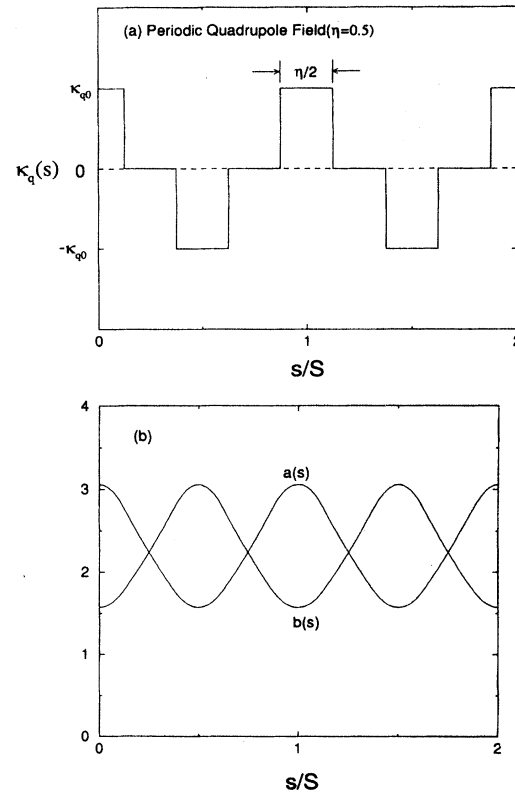 (a) Periodic Quadrupole Field(η=0.5)
η/2
κq0
κq(s)
0
-κq0
0
1
2
s/S
4
(b)
a(s)
3
2
b(s)
1
0
0
1
2
s/S